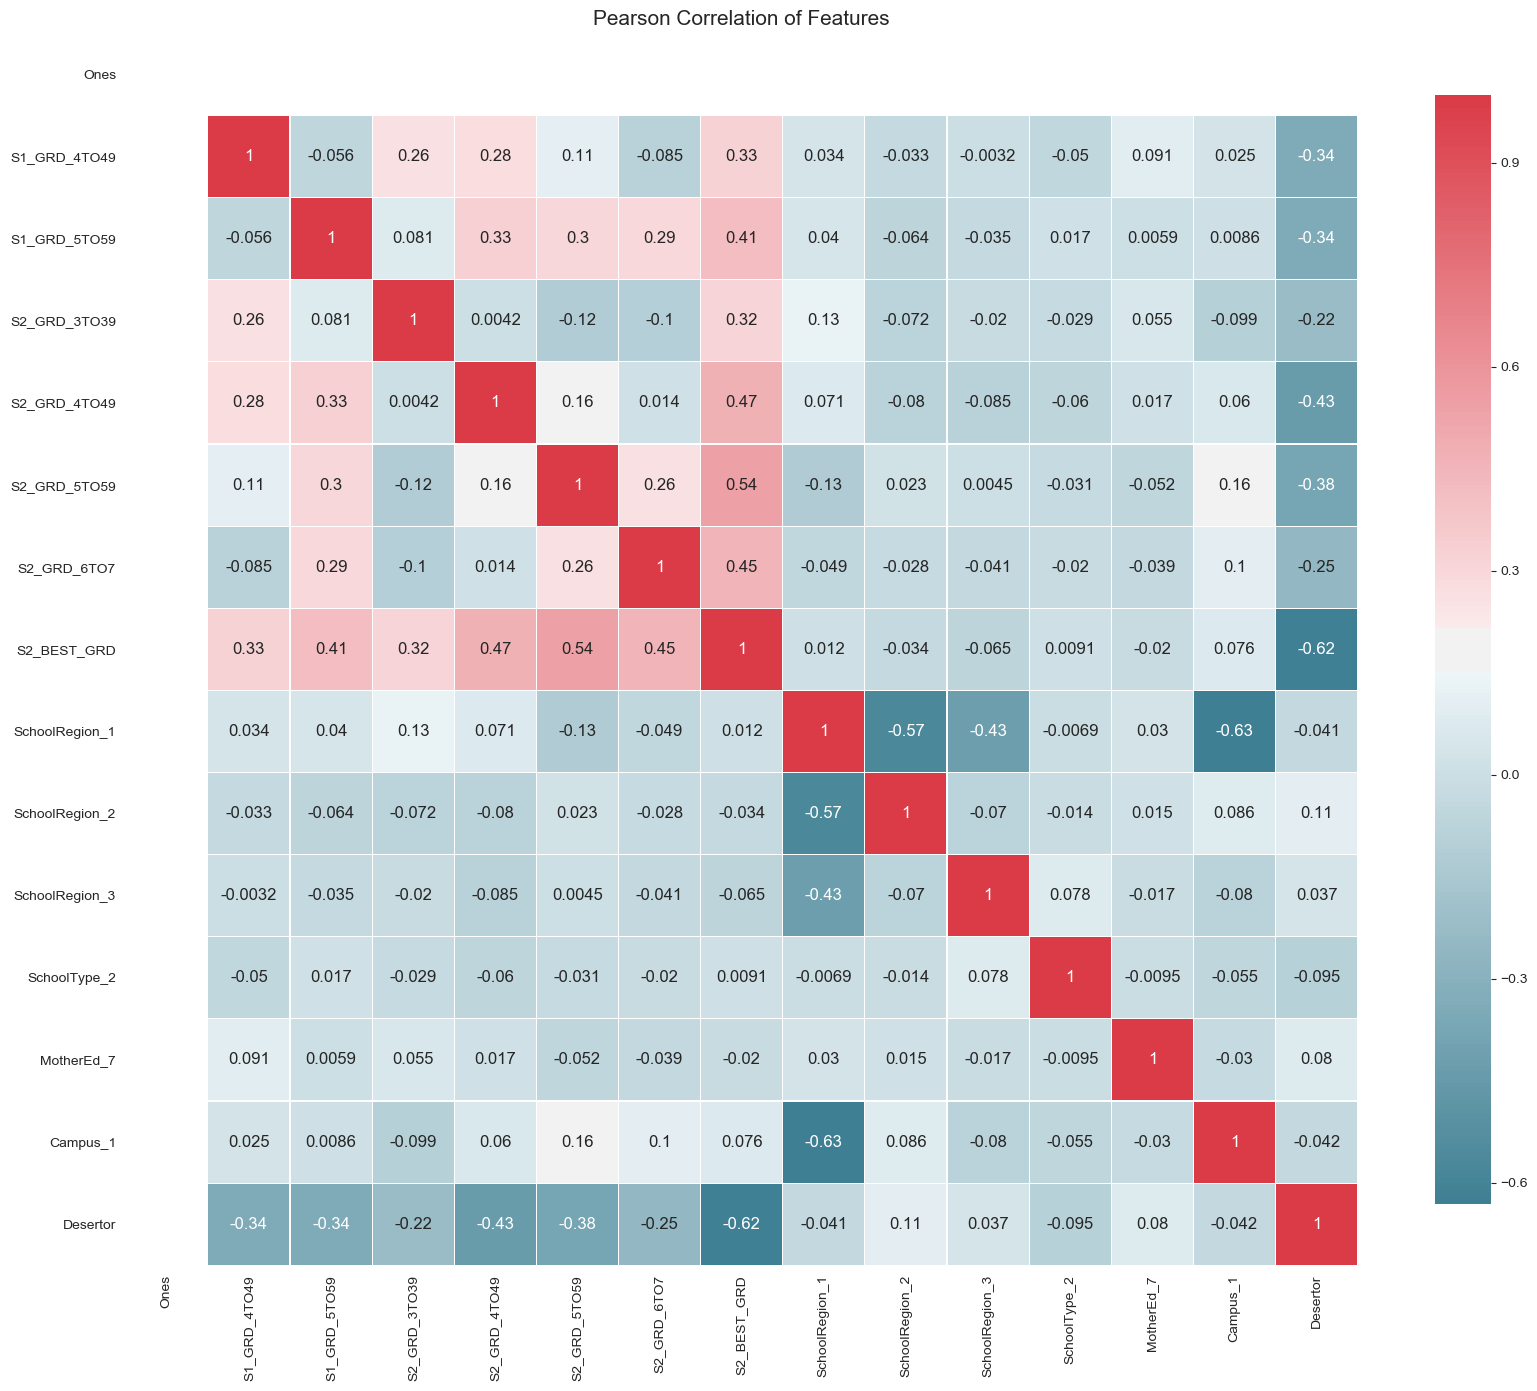 Pearson Correlation of Features
Ones
S1_GRD_4TO49 1 -0.056 0.26 0.28 0.11 -0.085 0.33 0.034 -0.033 -0.0032 -0.05 0.091 0.025 -0.34
S1_GRD_5TO59 -0.056 1 0.081 0.33 0.3 0.29 0.41 0.04 -0.064 -0.035 0.017 0.0059 0.0086 -0.34
S2_GRD_3TO39 0.26 0.081 1 0.0042 -0.12 -0.1 0.32 0.13 -0.072 -0.02 -0.029 0.055 -0.099 -0.22
S2_GRD_4TO49 0.28 0.33 0.0042 1 0.16 0.014 0.47 0.071 -0.08 -0.085 -0.06 0.017 0.06 -0.43
S2_GRD_5TO59 0.11 0.3 -0.12 0.16 1 0.26 0.54 -0.13 0.023 0.0045 -0.031 -0.052 0.16 -0.38
S2_GRD_6TO7 -0.085 0.29 -0.1 0.014 0.26 1 0.45 -0.049 -0.028 -0.041 -0.02 -0.039 0.1 -0.25
S2_BEST_GRD 0.33 0.41 0.32 0.47 0.54 0.45 1 0.012 -0.034 -0.065 0.0091 -0.02 0.076 -0.62
SchoolRegion_1 0.034 0.04 0.13 0.071 -0.13 -0.049 0.012 1 -0.57 -0.43 -0.0069 0.03 -0.63 -0.041
SchoolRegion_2 -0.033 -0.064 -0.072 -0.08 0.023 -0.028 -0.034 -0.57 1 -0.07 -0.014 0.015 0.086 0.11
SchoolRegion_3 -0.0032 -0.035 -0.02 -0.085 0.0045 -0.041 -0.065 -0.43 -0.07 1 0.078 -0.017 -0.08 0.037
SchoolType_2 -0.05 0.017 -0.029 -0.06 -0.031 -0.02 0.0091 -0.0069 -0.014 0.078 1 -0.0095 -0.055 -0.095
MotherEd_7 0.091 0.0059 0.055 0.017 -0.052 -0.039 -0.02 0.03 0.015 -0.017 -0.0095 1 -0.03 0.08
Campus_1 0.025 0.0086 -0.099 0.06 0.16 0.1 0.076 -0.63 0.086 -0.08 -0.055 -0.03 1 -0.042
Desertor -0.34 -0.34 -0.22 -0.43 -0.38 -0.25 -0.62 -0.041 0.11 0.037 -0.095 0.08 -0.042 1
Ones
S1_GRD_4TO49
S1_GRD_5TO59
S2_GRD_3TO39
S2_GRD_4TO49
S2_GRD_5TO59
S2_GRD_6TO7
S2_BEST_GRD
SchoolRegion_1
SchoolRegion_2
SchoolRegion_3
SchoolType_2
MotherEd_7
Campus_1
Desertor
0.9
0.6
0.3
0.0
−0.3
−0.6